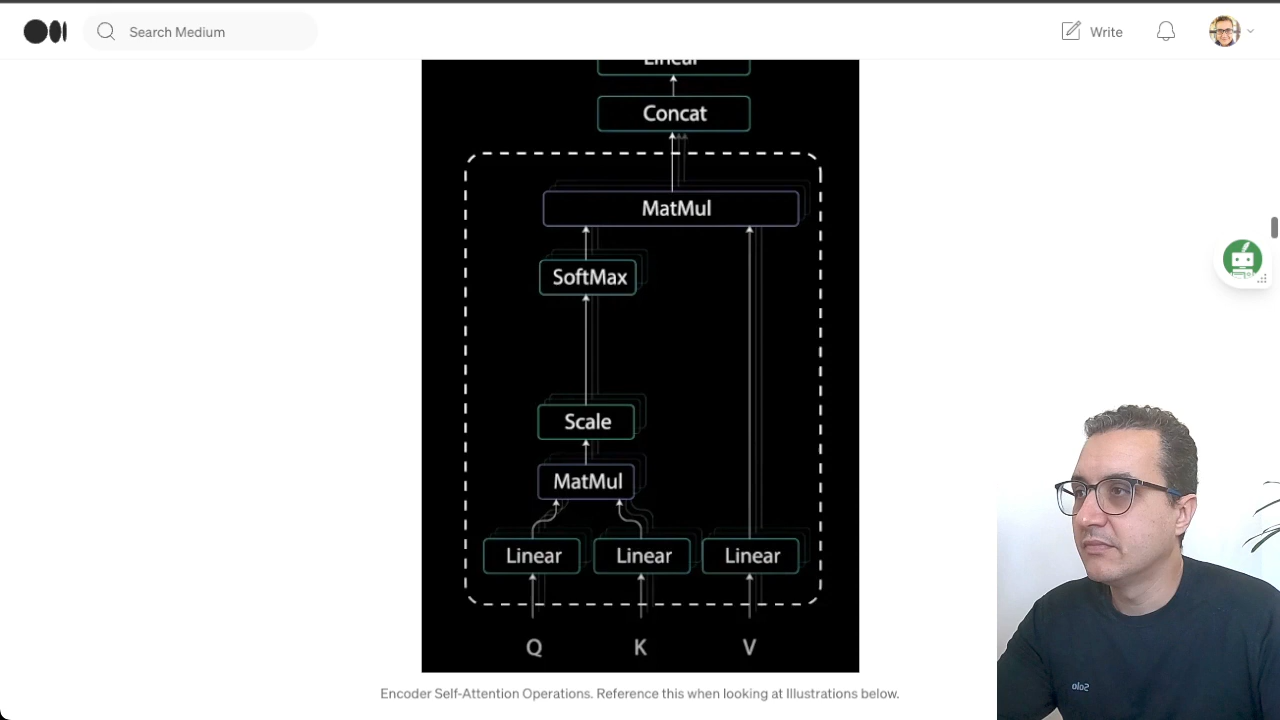 Search Medium
Write
Linear
Concat
MatMul
SoftMax
Scale
MatMul
Linear Linear Linear
Q K V
Encoder Self-Attention Operations. Reference this when looking at Illustrations below.